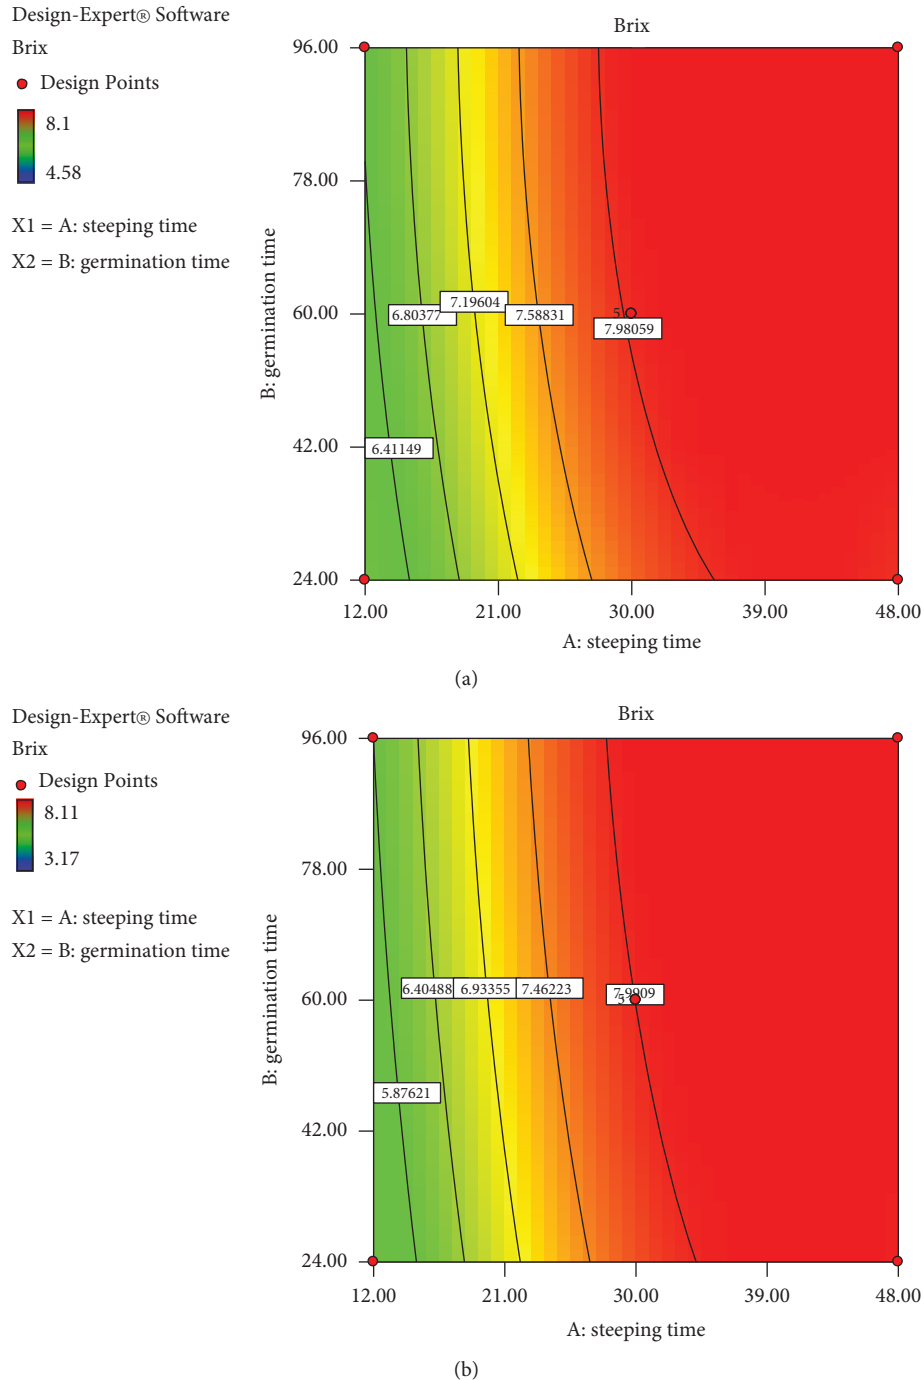 Design-Expert® Software
Brix
Design Points
8.1
4.58
X1 = A: steeping time
X2 = B: germination time
Brix
96.00
78.00
60.00
42.00
24.00
B: germination time
6.80377
7.19604
7.58831
5
7.98059
6.41149
12.00 21.00 30.00 39.00 48.00
A: steeping time
(a)
Design-Expert® Software
Brix
Design Points
8.11
3.17
X1 = A: steeping time
X2 = B: germination time
Brix
96.00
78.00
60.00
42.00
24.00
B: germination time
6.40488 6.93355 7.46223
5.87621
12.00 21.00 30.00 39.00 48.00
A: steeping time
(b)